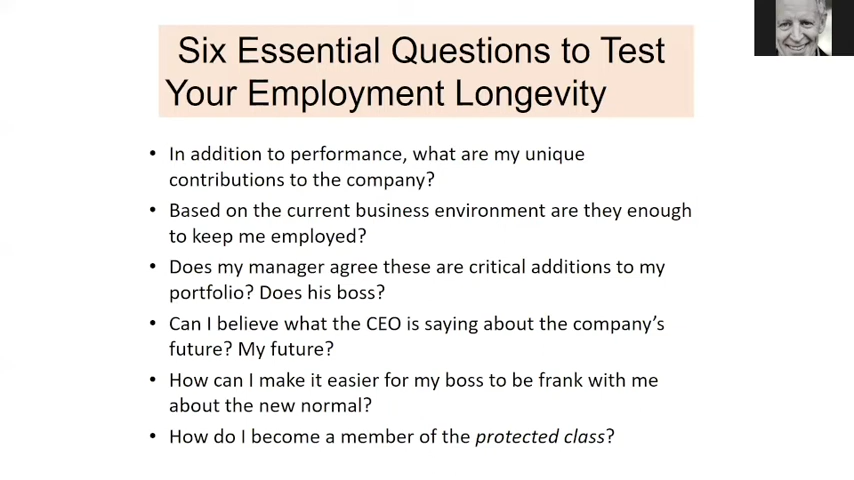 Six Essential Questions to Test
Your Employment Longevity
• In addition to performance, what are my unique
contributions to the company?
• Based on the current business environment are they enough
to keep me employed?
• Does my manager agree these are critical additions to my
portfolio? Does his boss?
• Can I believe what the CEO is saying about the company’s
future? My future?
• How can I make it easier for my boss to be frank with me
about the new normal?
• How do I become a member of the protected class?